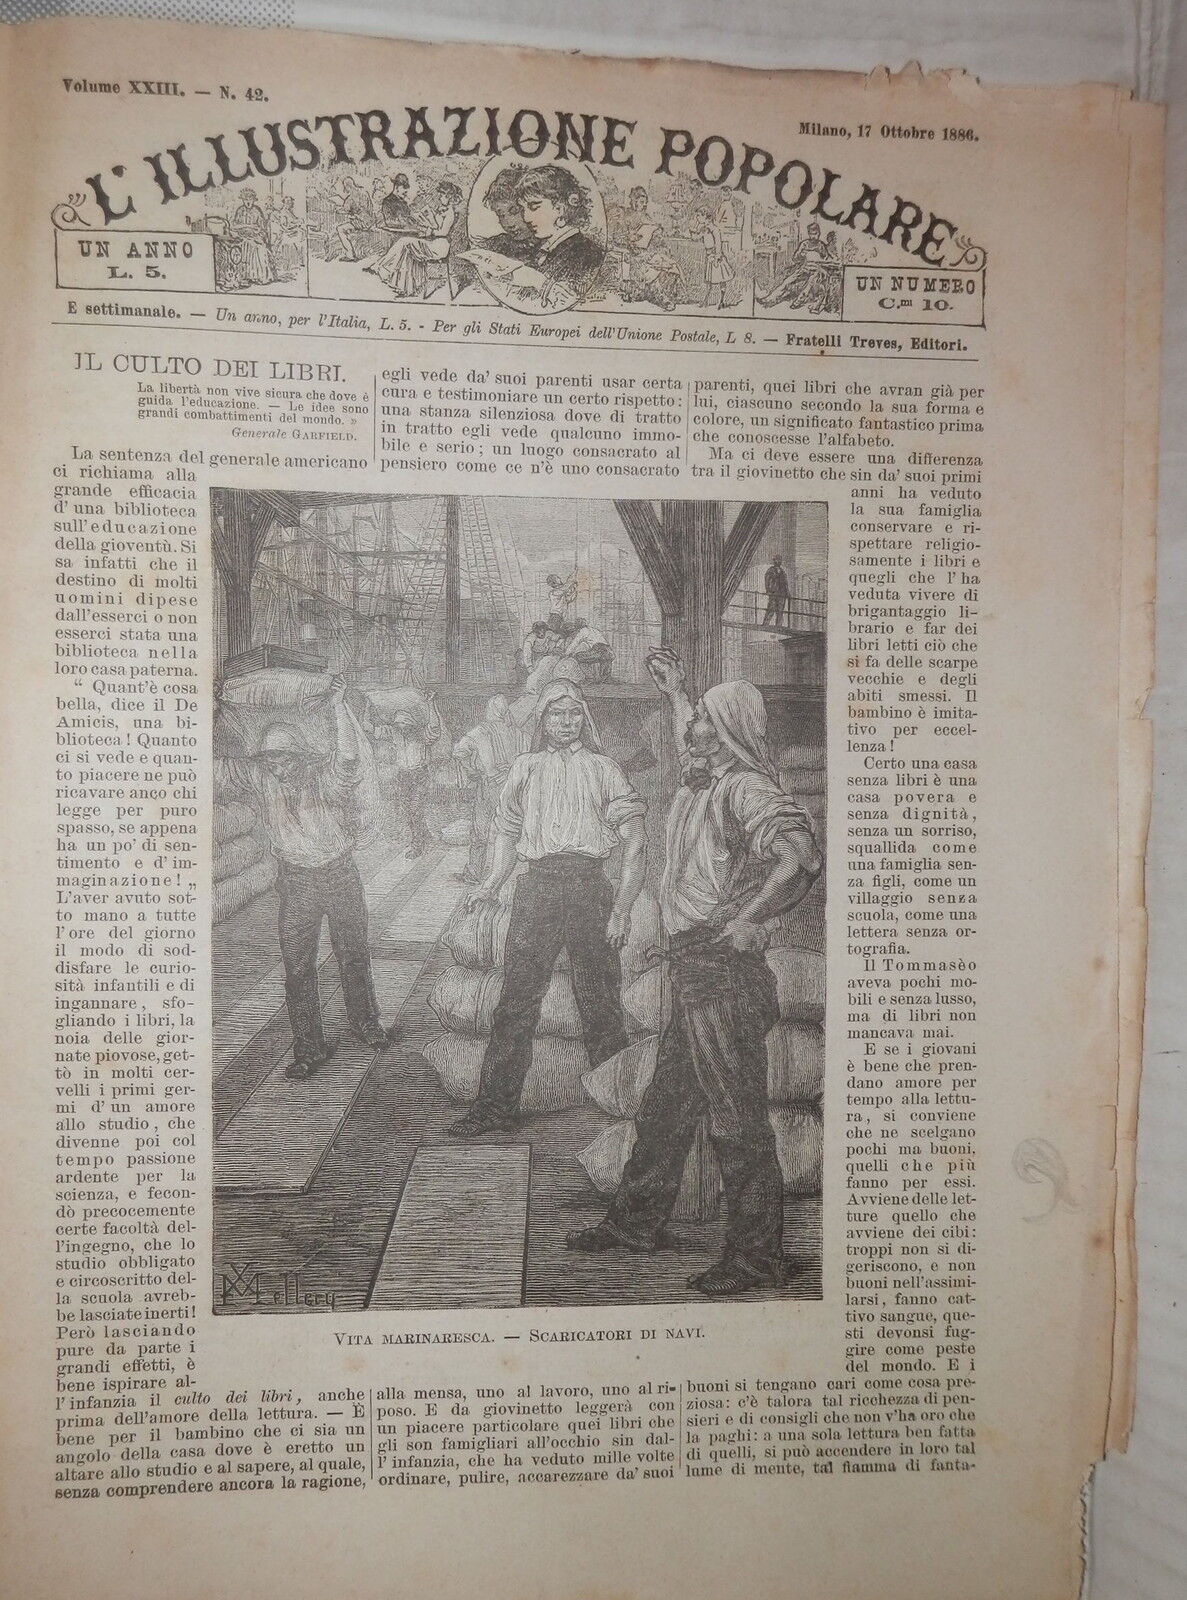 Volume XXIII. — N. 42.
Milano, 17 Ottobre 1886.
L'ILLUSTRAZIONE POPOLARE
UN ANNO
L. 5.
UN NUMERO
C.mi 10.
E settimanale. — Un anno, per l'Italia, L. 5. - Per gli Stati Europei dell'Unione Postale, L 8. — Fratelli Treves, Editori.
IL CULTO DEI LIBRI.
La libertà non vive sicura che dove è
guida l'educazione. — Le idee sono
grandi combattimenti del mondo. »
Generale GARFIELD.
La sentenza del generale americano
ci richiama alla
grande efficacia
d'una biblioteca
sull'educazione
della gioventù. Si
sa infatti che il
destino di molti
uomini dipese
dall'esserci o non
esserci stata una
biblioteca nella
loro casa paterna.
“ Quant'è cosa
bella, dice il De
Amicis, una bi-
blioteca! Quanto
ci si vede e quan-
to piacere ne può
ricavare anco chi
legge per puro
spasso, se appena
ha un po' di sen-
timento e d'im-
maginazione! „
L'aver avuto sot-
to mano a tutte
l'ore del giorno
il modo di sod-
disfare le curio-
sità infantili e di
ingannare, sfo-
gliando i libri, la
noia delle gior-
nate piovose, get-
tò in molti cer-
velli i primi ger-
mi d'un amore
allo studio, che
divenne poi col
tempo passione
ardente per la
scienza, e fecon-
dò precocemente
certe facoltà del-
l'ingegno, che lo
studio obbligato
e circoscritto del-
la scuola avreb-
be lasciate inerti!
Però lasciando
pure da parte i
grandi effetti, è
bene ispirare al-
l'infanzia il culto dei libri, anche
prima dell'amore della lettura. — È
bene per il bambino che ci sia un
angolo della casa dove è eretto un
altare allo studio e al sapere, al quale,
senza comprendere ancora la ragione,
egli vede da' suoi parenti usar certa
cura e testimoniare un certo rispetto:
una stanza silenziosa dove di tratto
in tratto egli vede qualcuno immo-
bile e serio; un luogo consacrato al
pensiero come ce n'è uno consacrato
Mellery
VITA MARINARESCA. — SCARICATORI DI NAVI.
alla mensa, uno al lavoro, uno al ri-
poso. E da giovinetto leggerà con
un piacere particolare quei libri che
gli son famigliari all'occhio sin dal-
l'infanzia, che ha veduto mille volte
ordinare, pulire, accarezzare da' suoi
parenti, quei libri che avran già per
lui, ciascuno secondo la sua forma e
colore, un significato fantastico prima
che conoscesse l'alfabeto.
Ma ci deve essere una differenza
tra il giovinetto che sin da' suoi primi
anni ha veduto
la sua famiglia
conservare e ri-
spettare religio-
samente i libri e
quegli che l'ha
veduta vivere di
brigantaggio li-
brario e far dei
libri letti ciò che
si fa delle scarpe
vecchie e degli
abiti smessi. Il
bambino è imita-
tivo per eccel-
lenza!
Certo una casa
senza libri è una
casa povera e
senza dignità,
senza un sorriso,
squallida come
una famiglia sen-
za figli, come un
villaggio senza
scuola, come una
lettera senza or-
tografia.
Il Tommasèo
aveva pochi mo-
bili e senza lusso,
ma di libri non
mancava mai.
E se i giovani
è bene che pren-
dano amore per
tempo alla lettu-
ra, si conviene
che ne scelgano
pochi ma buoni,
quelli che più
fanno per essi.
Avviene delle let-
ture quello che
avviene dei cibi:
troppi non si di-
geriscono, e non
buoni nell'assimi-
larsi, fanno cat-
tivo sangue, que-
sti devonsi fug-
gire come peste
del mondo. E i
buoni si tengano cari come cosa pre-
ziosa: c'è talora tal ricchezza di pen-
sieri e di consigli che non v'ha oro che
la paghi: a una sola lettura ben fatta
di quelli, si può accendere in loro tal
lume di mente, tal fiamma di fanta-